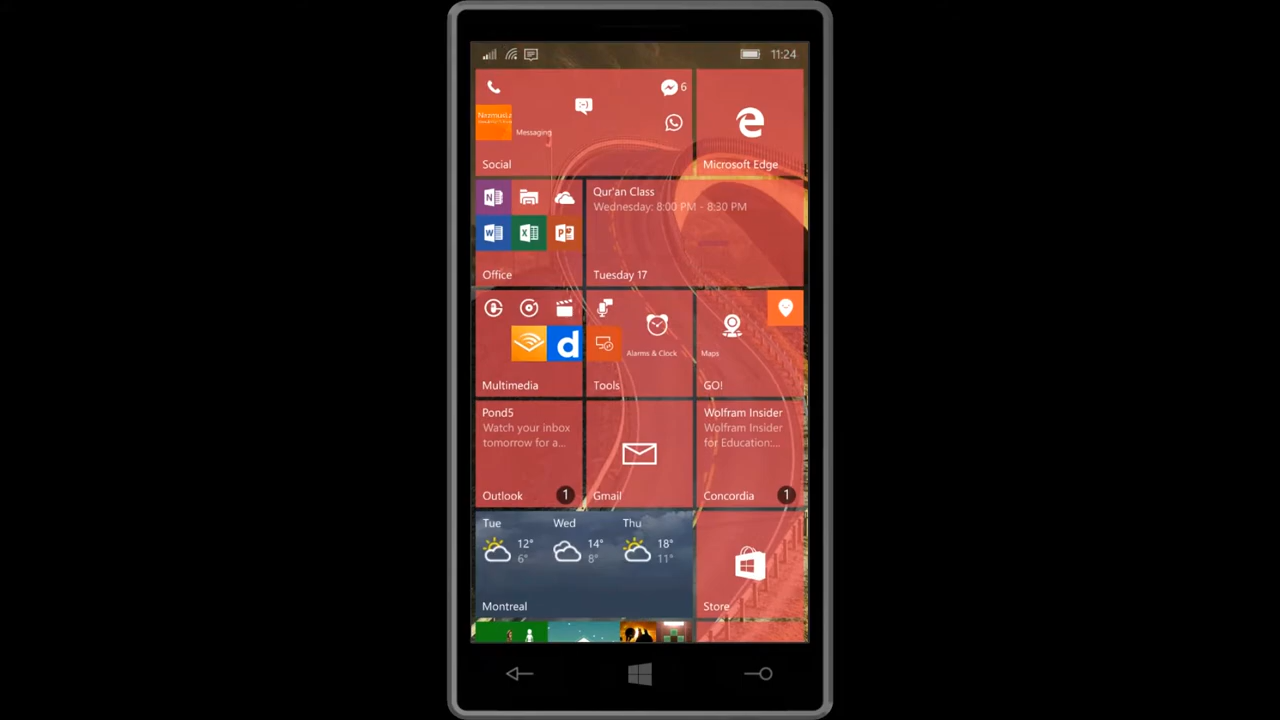 11:24
6
Messaging
Social
Microsoft Edge
Qur'an Class
Wednesday: 8:00 PM - 8:30 PM
Office
Tuesday 17
Alarms & Clock
Maps
Multimedia
Tools
GO!
Pond5
Watch your inbox
tomorrow for a...
Outlook
1
Gmail
Wolfram Insider
Wolfram Insider
for Education:...
Concordia
1
Tue
Wed
Thu
12°
6°
14°
8°
18°
11°
Montreal
Store